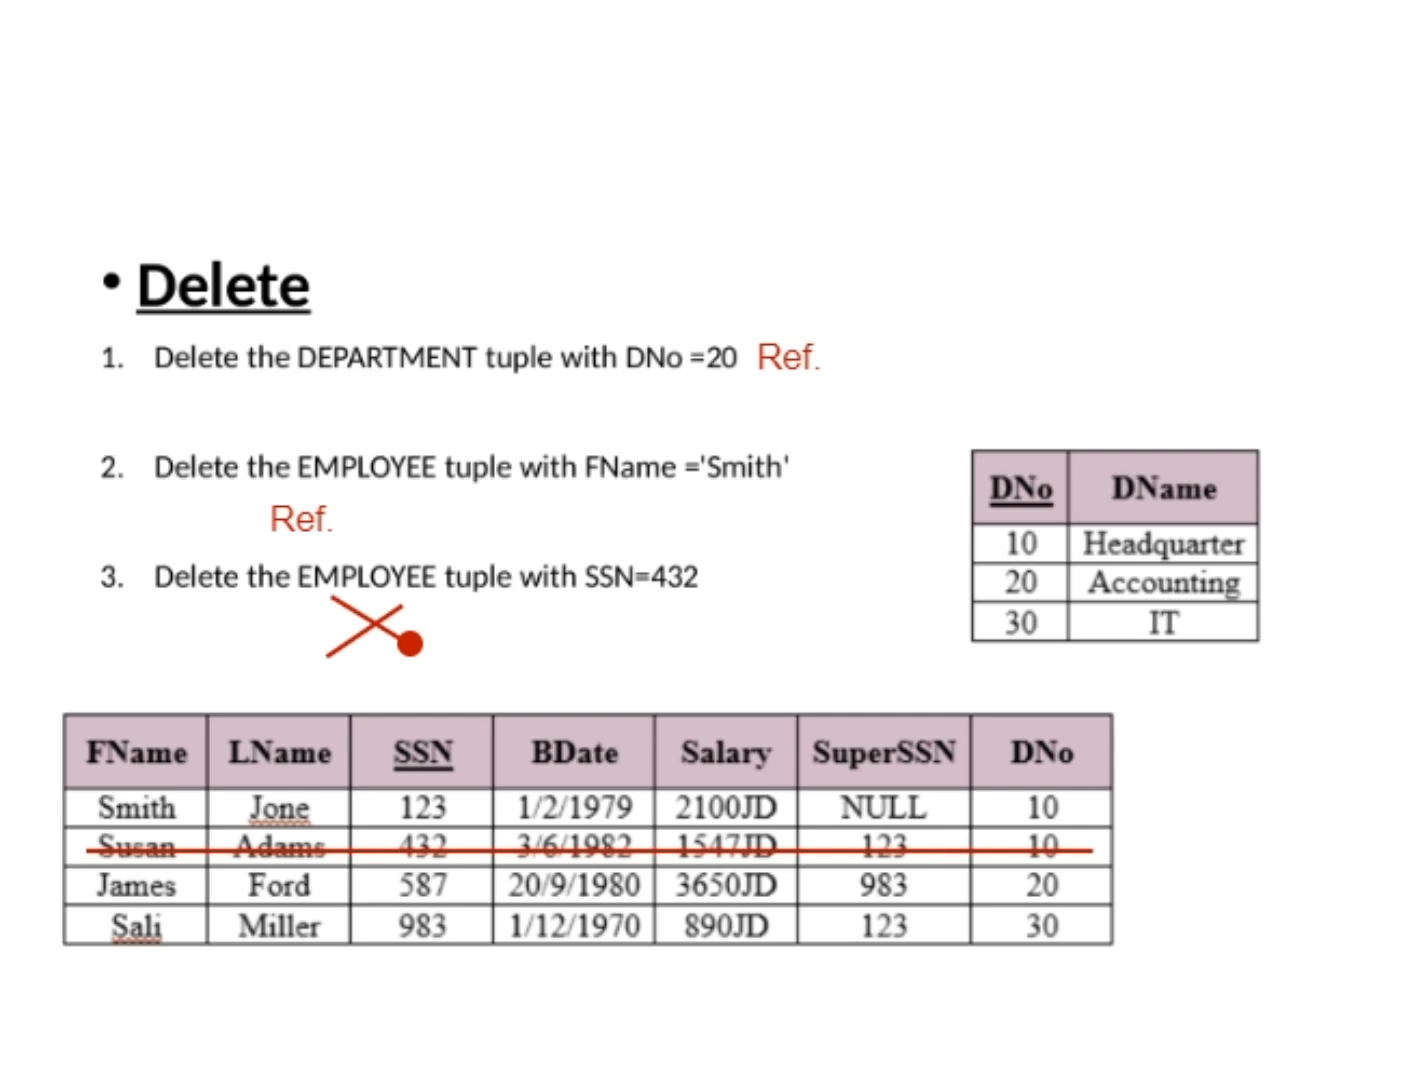 • Delete
1. Delete the DEPARTMENT tuple with DNo =20 Ref.
2. Delete the EMPLOYEE tuple with FName ='Smith'
Ref.
3. Delete the EMPLOYEE tuple with SSN=432
DNo DName
10 Headquarter
20 Accounting
30 IT
FName LName SSN BDate Salary SuperSSN DNo
Smith Jone 123 1/2/1979 2100JD NULL 10
Susan Adams 432 3/6/1982 1547JD 123 10
James Ford 587 20/9/1980 3650JD 983 20
Sali Miller 983 1/12/1970 890JD 123 30